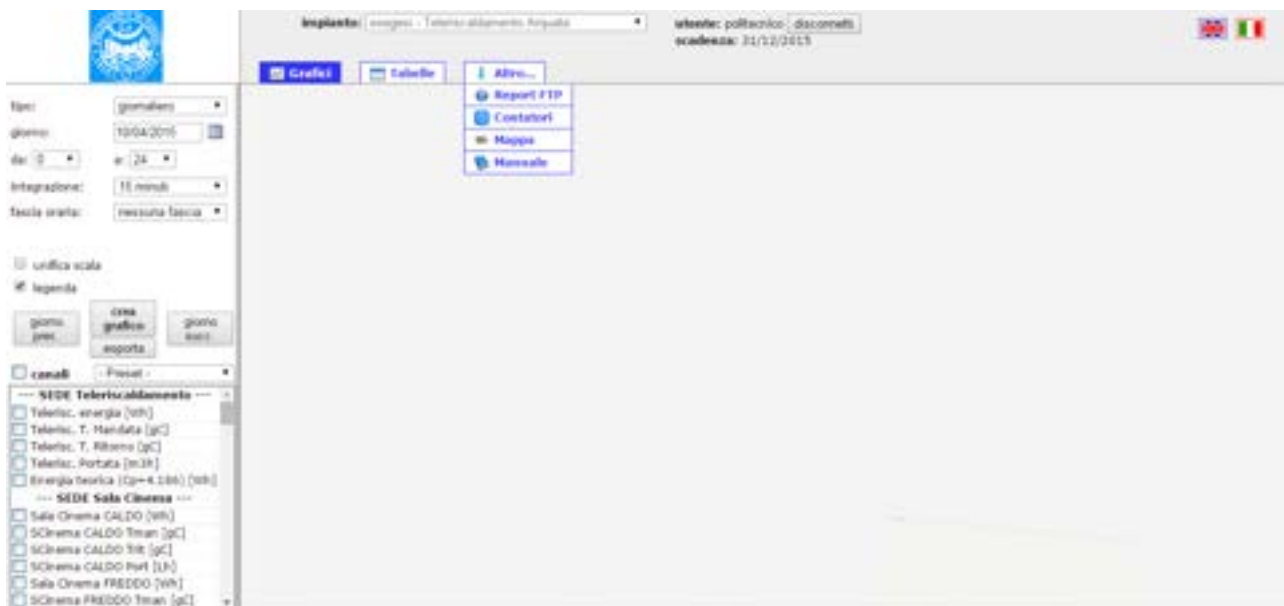 impianto: - Teleriscaldamento Arquata
utente: politecnico disconnetti
scadenza: 31/12/2015
Grafici Tabelle Altro...
Report FTP
Contatori
Mappa
Manuale
tipo: giornaliero
giorno: 10/04/2015
da: 0 a: 24
integrazione: 15 minuti
fascia oraria: nessuna fascia
unifica scala
legenda
giorno prec. crea grafico giorno succ.
esporta
canali - Preset -
--- SEDE Teleriscaldamento ---
Telerisc. energia [Wh]
Telerisc. T. Mandata [gC]
Telerisc. T. Ritorno [gC]
Telerisc. Portata [m3h]
Energia teorica (Cp=4.186) [Wh]
--- SEDE Sala Cinema ---
Sala Cinema CALDO [Wh]
SCinema CALDO Tman [gC]
SCinema CALDO Trit [gC]
SCinema CALDO Port [Lh]
Sala Cinema FREDDO [Wh]
SCinema FREDDO Tman [gC]